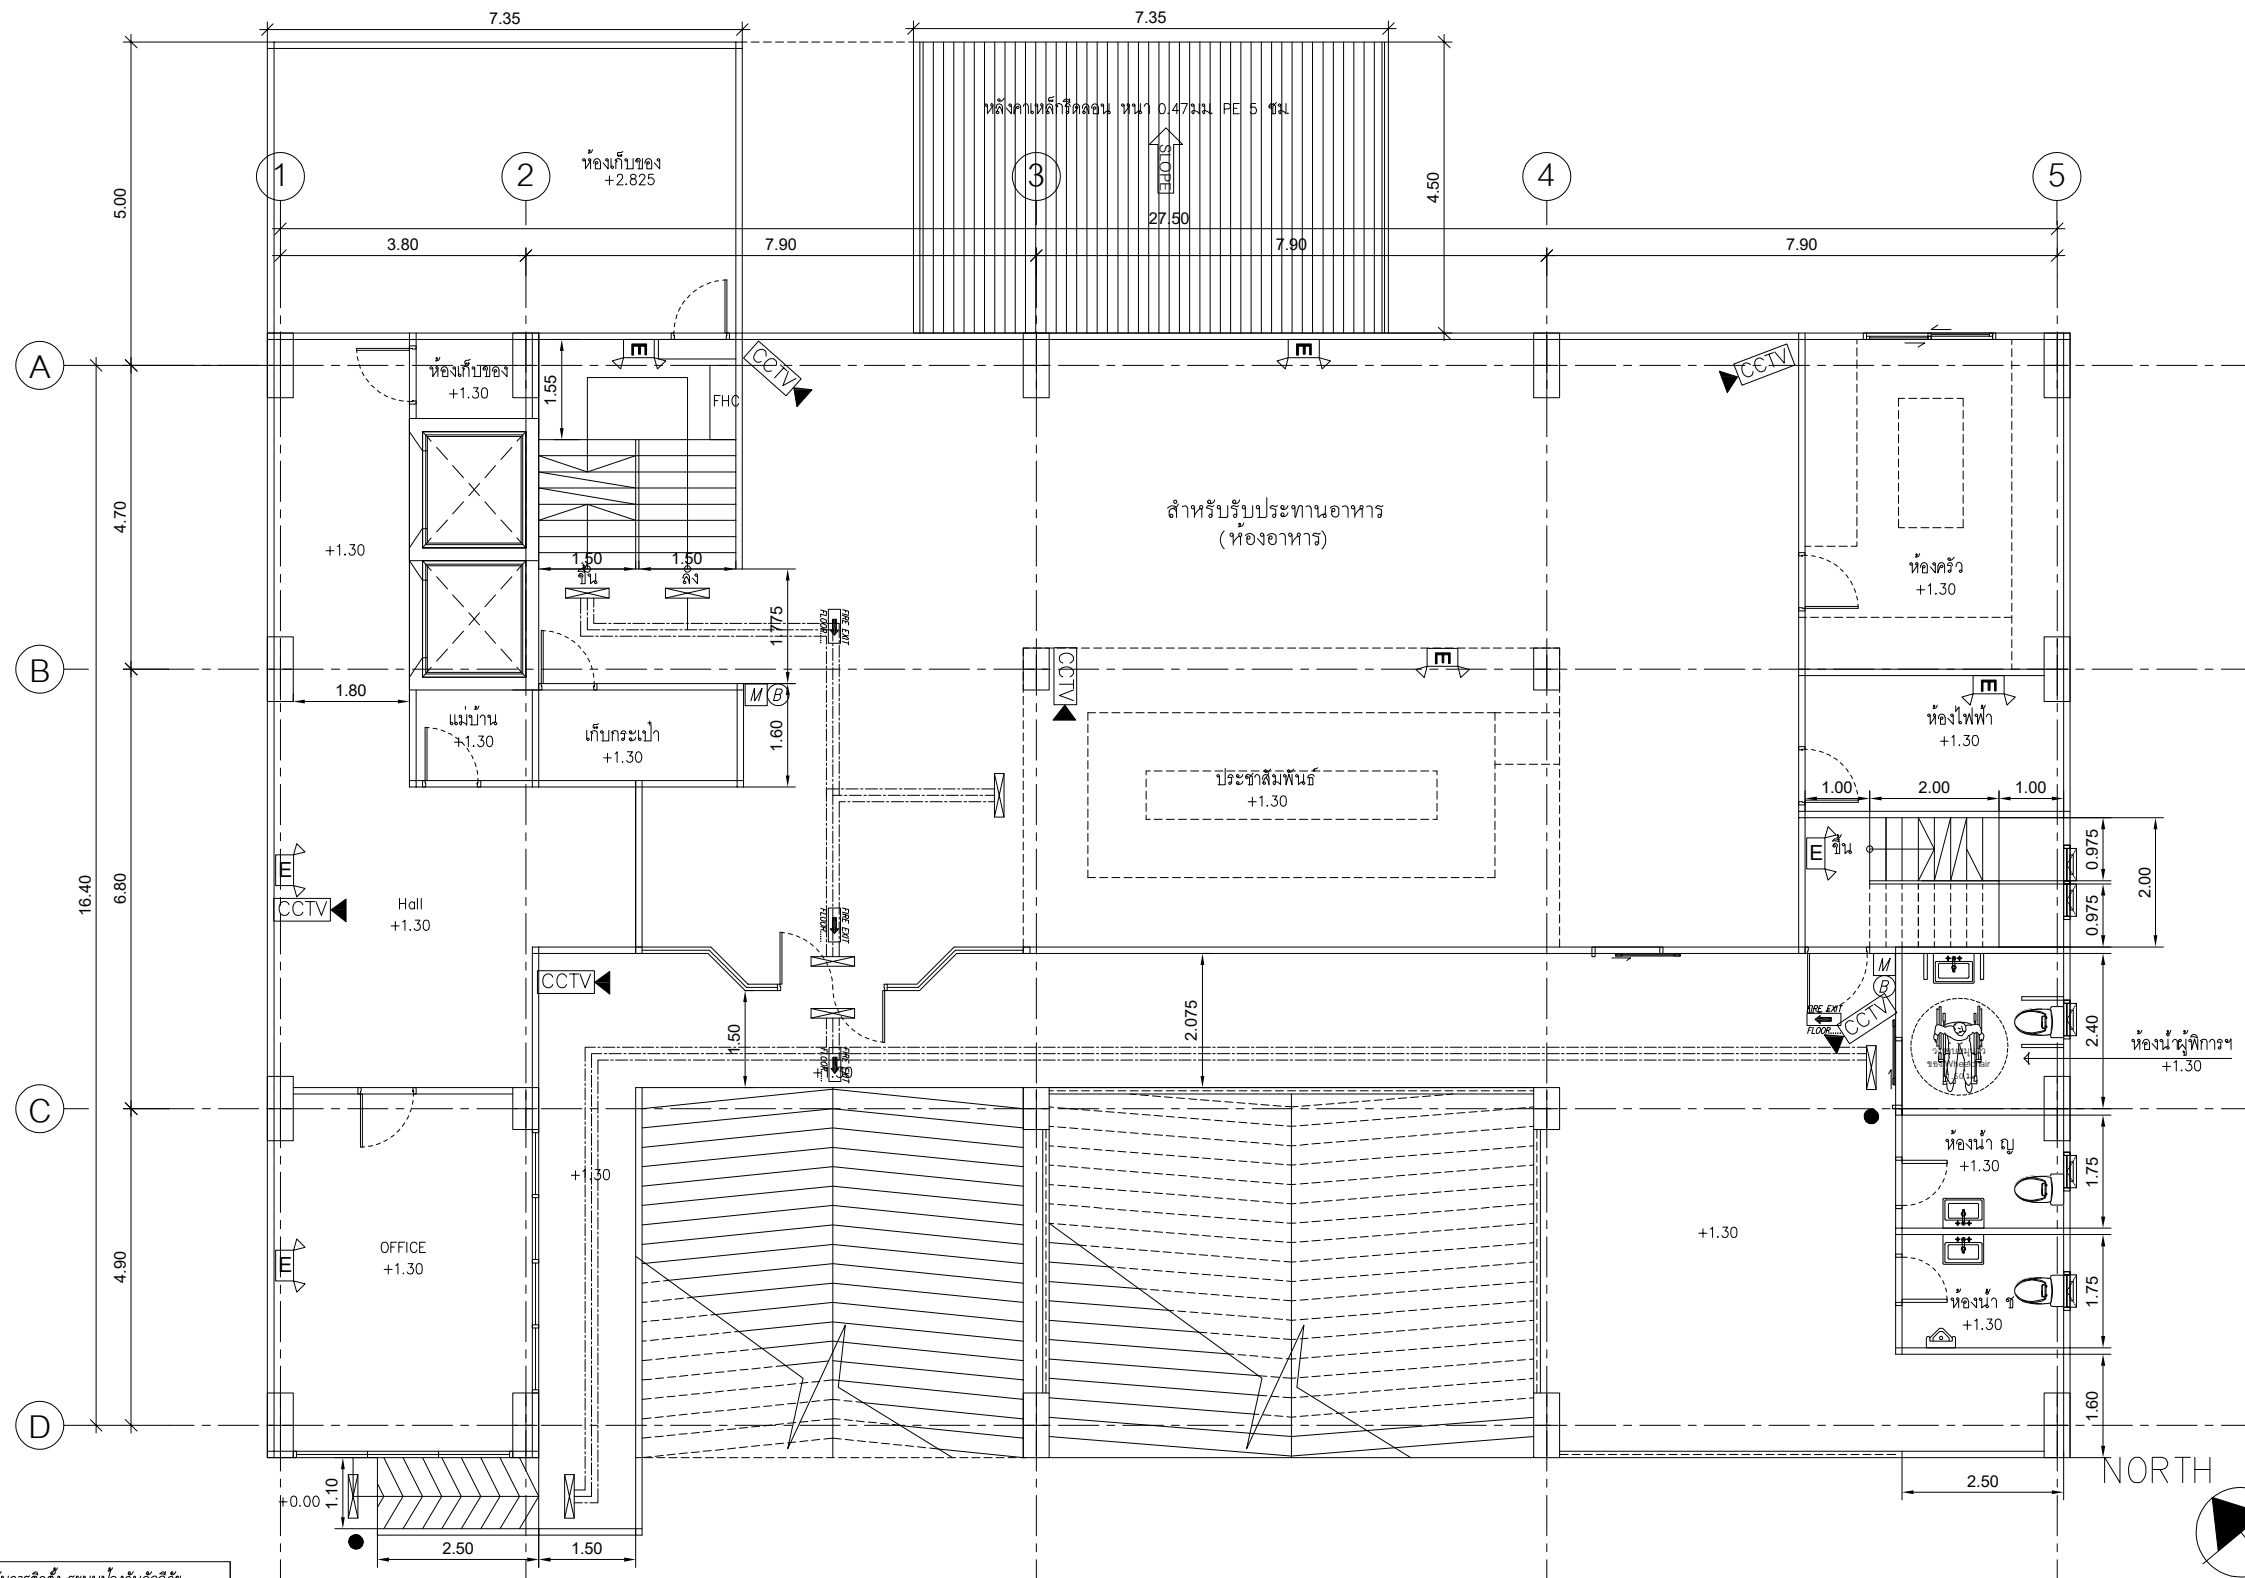 7.35
7.35
5.00
หลังคาเหล็กรีดลอน หนา 0.47มม. PE 5 ซม.
SLOPE
4.50
ห้องเก็บของ
+2.825
1
2
3
4
5
27.50
3.80
7.90
7.90
7.90
A
B
C
D
16.40
4.70
6.80
4.90
ห้องเก็บของ
+1.30
1.55
E
FHC
CCTV
E
CCTV
สำหรับรับประทานอาหาร
(ห้องอาหาร)
+1.30
1.50
1.50
ขึ้น
ลง
1.775
FIRE EXIT
FLOOR.....
ห้องครัว
+1.30
1.80
แม่บ้าน
+1.30
เก็บกระเป๋า
+1.30
M
B
1.60
CCTV
E
ประชาสัมพันธ์
+1.30
E
ห้องไฟฟ้า
+1.30
1.00
2.00
1.00
E
ขึ้น
0.975
0.975
2.00
E
CCTV
Hall
+1.30
FIRE EXIT
FLOOR.....
CCTV
1.50
2.075
FIRE EXIT
FLOOR.....
M
B
CCTV
FIRE EXIT
FLOOR.....
2.40
ห้องน้ำผู้พิการฯ
+1.30
ห้องน้ำ ญ
+1.30
1.75
ห้องน้ำ ช
+1.30
1.75
1.60
+1.30
+1.30
E
OFFICE
+1.30
+0.00
1.10
2.50
1.50
2.50
NORTH